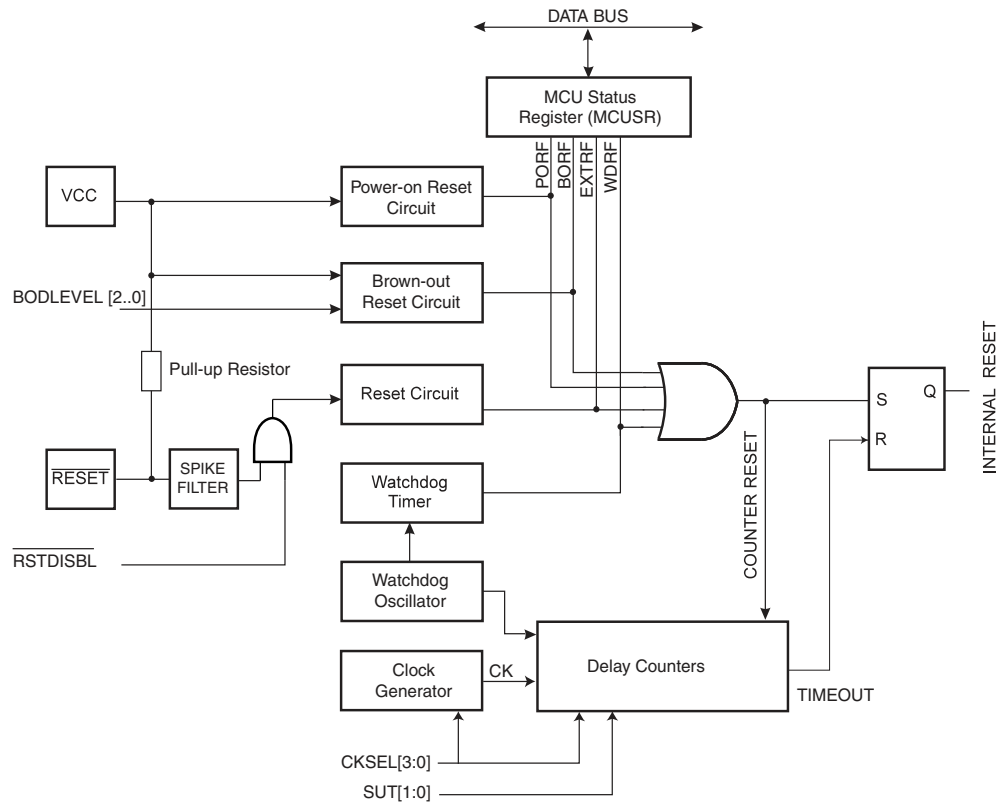 DATA BUS
MCU Status
Register (MCUSR)
PORF
BORF
EXTRF
WDRF
VCC
Power-on Reset
Circuit
BODLEVEL [2..0]
Brown-out
Reset Circuit
Pull-up Resistor
Reset Circuit
S
Q
R
INTERNAL RESET
RESET
SPIKE
FILTER
Watchdog
Timer
COUNTER RESET
RSTDISBL
Watchdog
Oscillator
Clock
Generator
CK
Delay Counters
TIMEOUT
CKSEL[3:0]
SUT[1:0]